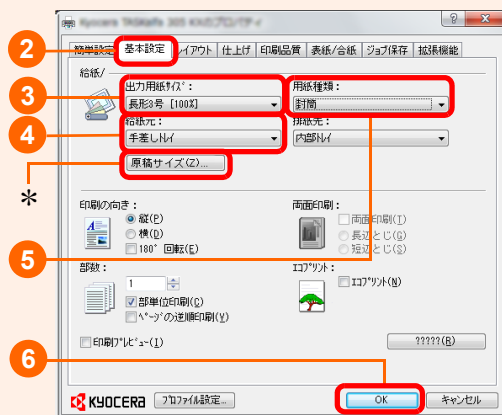 Kyocera TASKalfa 305 KXのプロパティ
2
簡単設定 基本設定 イアウト 仕上げ 印刷品質 表紙/合紙 ジョブ保存 拡張機能
給紙/
3 出力用紙ｻｲｽﾞ: 用紙種類:
長形3号 [100%] 封筒
4 給紙元: 排紙先:
手差しﾄﾚｲ 内部ﾄﾚｲ
原稿サイズ(Z)...
*
印刷の向き: 両面印刷:
縦(P) 両面印刷(I)
横(O) 長辺とじ(G)
180° 回転(E) 短辺とじ(S)
5
部数: ｴｺﾌﾟﾘﾝﾄ:
1 ｴｺﾌﾟﾘﾝﾄ(N)
部単位印刷(C)
ﾍﾟｰｼﾞの逆順印刷(Y)
印刷ﾌﾟﾚﾋﾞｭｰ(I) ?????(R)
6
KYOCERA ﾌﾟﾛﾌｧｲﾙ設定... OK キャンセル